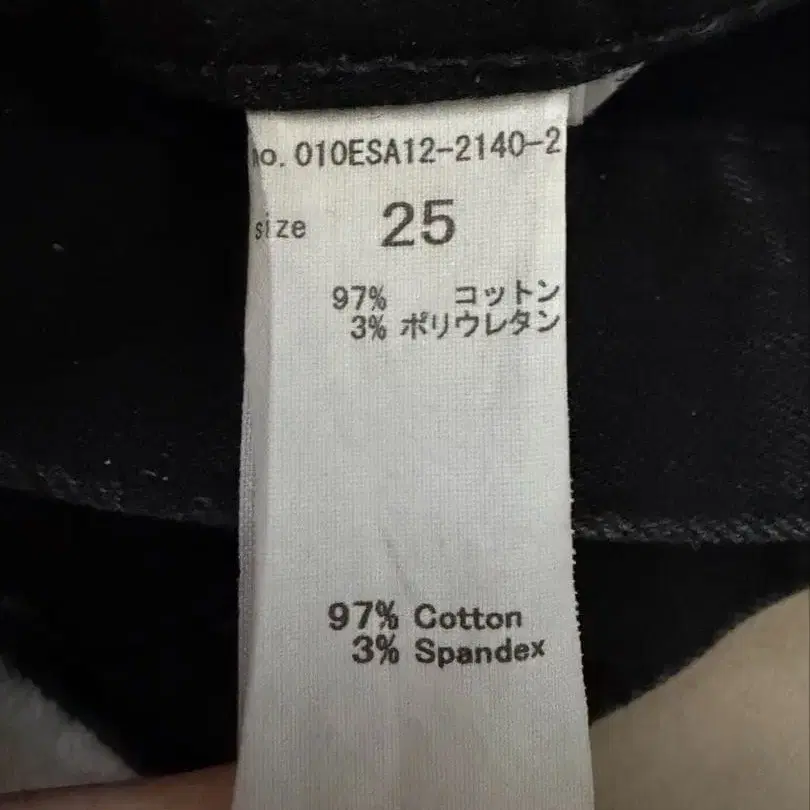 no. 010ESA12-2140-2
size 25
97% コットン
3% ポリウレタン
97% Cotton
3% Spandex